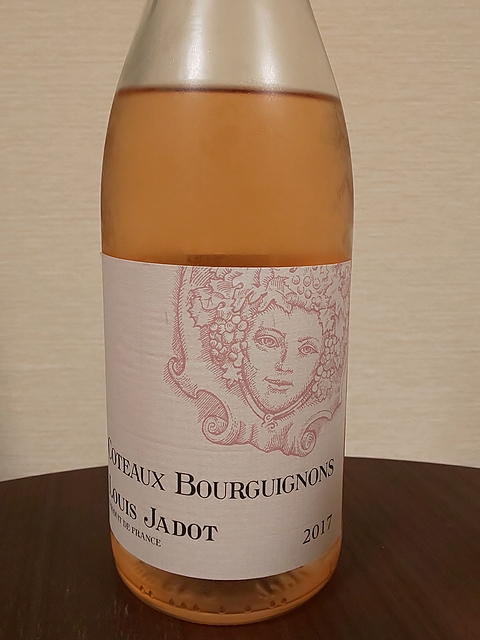 COTEAUX BOURGUIGNONS
LOUIS JADOT
DE FRANCE
2017